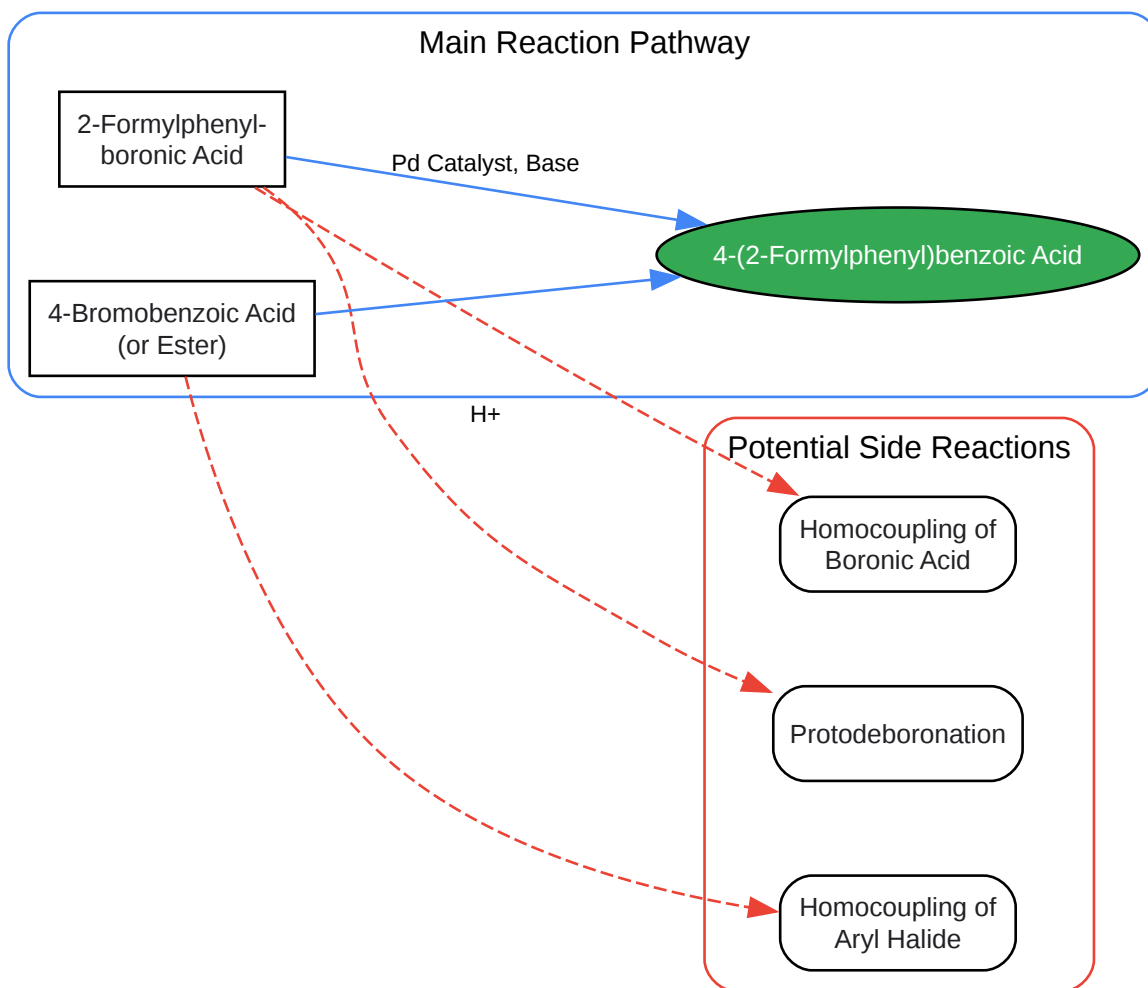 Main Reaction Pathway
2-Formylphenyl-
boronic Acid
Pd Catalyst, Base
4-(2-Formylphenyl)benzoic Acid
4-Bromobenzoic Acid
(or Ester)
H+
Potential Side Reactions
Homocoupling of
Boronic Acid
Protodeboronation
Homocoupling of
Aryl Halide